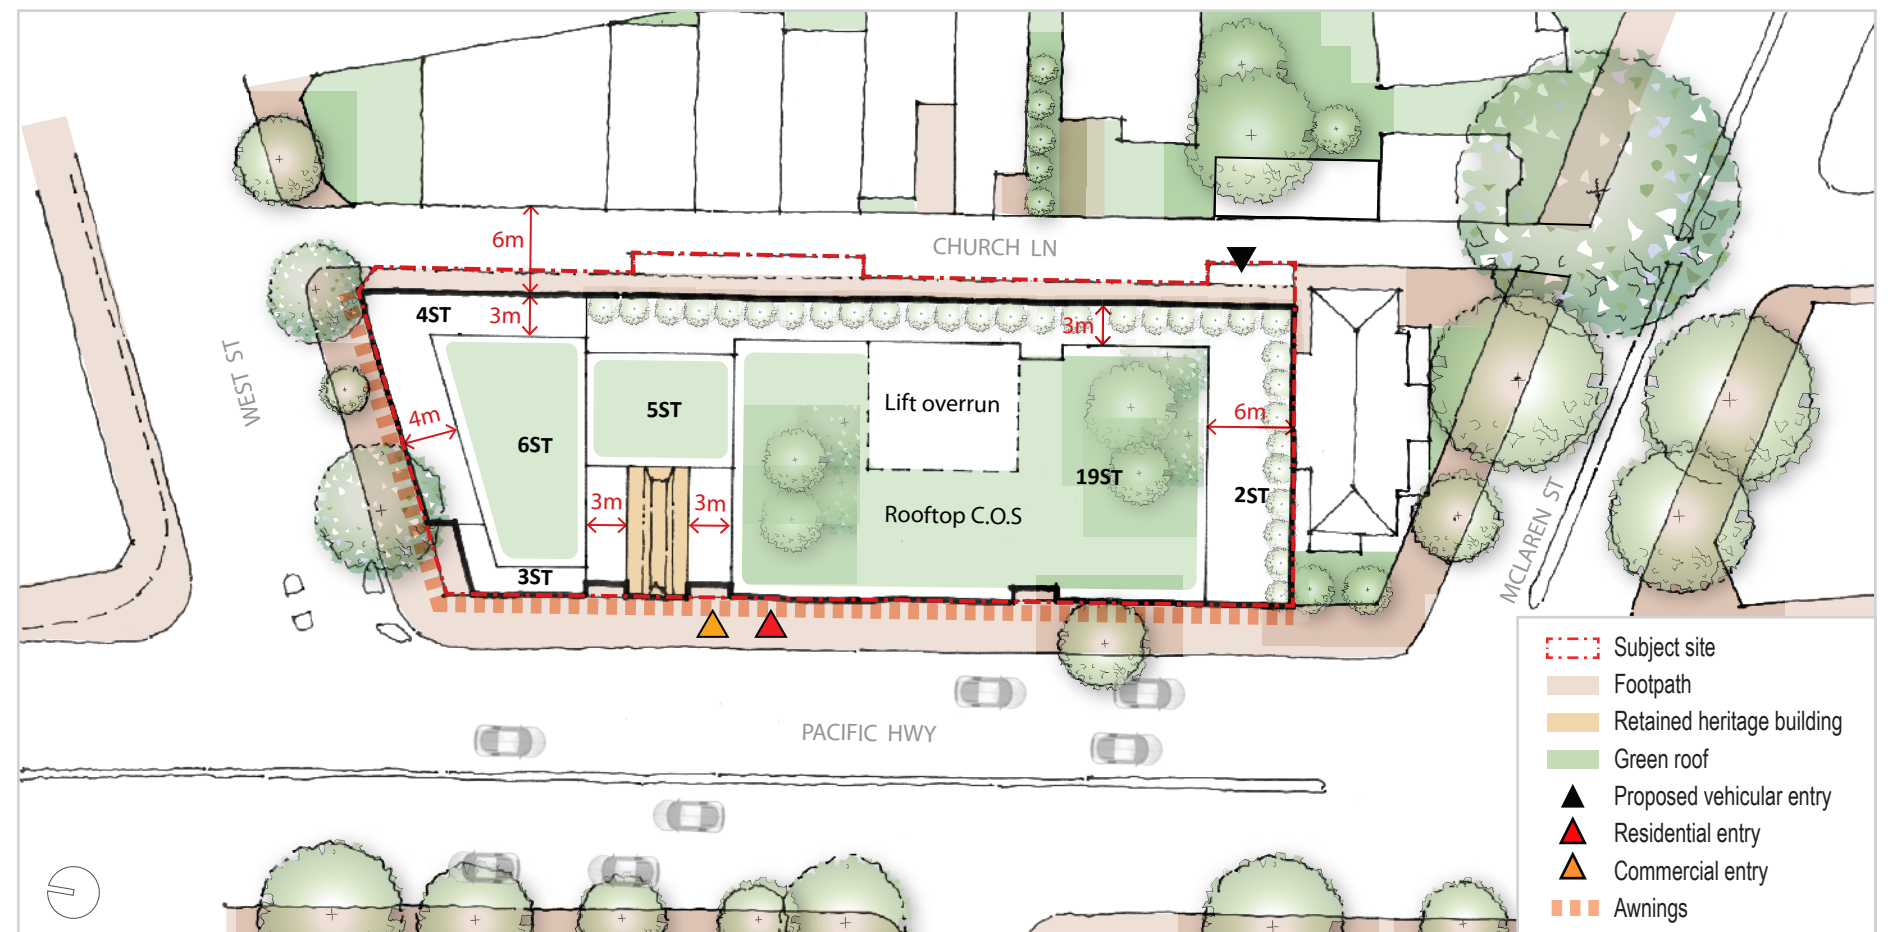 CHURCH LN
6m
4ST
3m
3m
WEST ST
4m
6ST
5ST
Lift overrun
6m
19ST
2ST
3m
3m
Rooftop C.O.S
3ST
MCLAREN ST
PACIFIC HWY
Subject site
Footpath
Retained heritage building
Green roof
Proposed vehicular entry
Residential entry
Commercial entry
Awnings